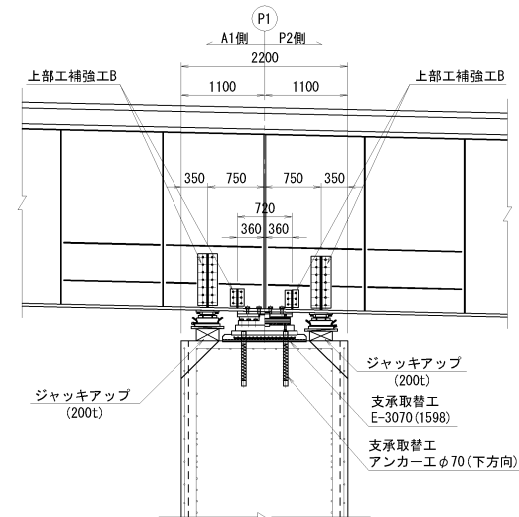 P1
A1側 P2側
2200
上部工補強工B 1100 1100 上部工補強工B
350 750 750 350
720
360 360
ジャッキアップ
(200t)
ジャッキアップ
(200t)
支承取替工
E-3070(1598)
支承取替工
アンカー工φ70(下方向)